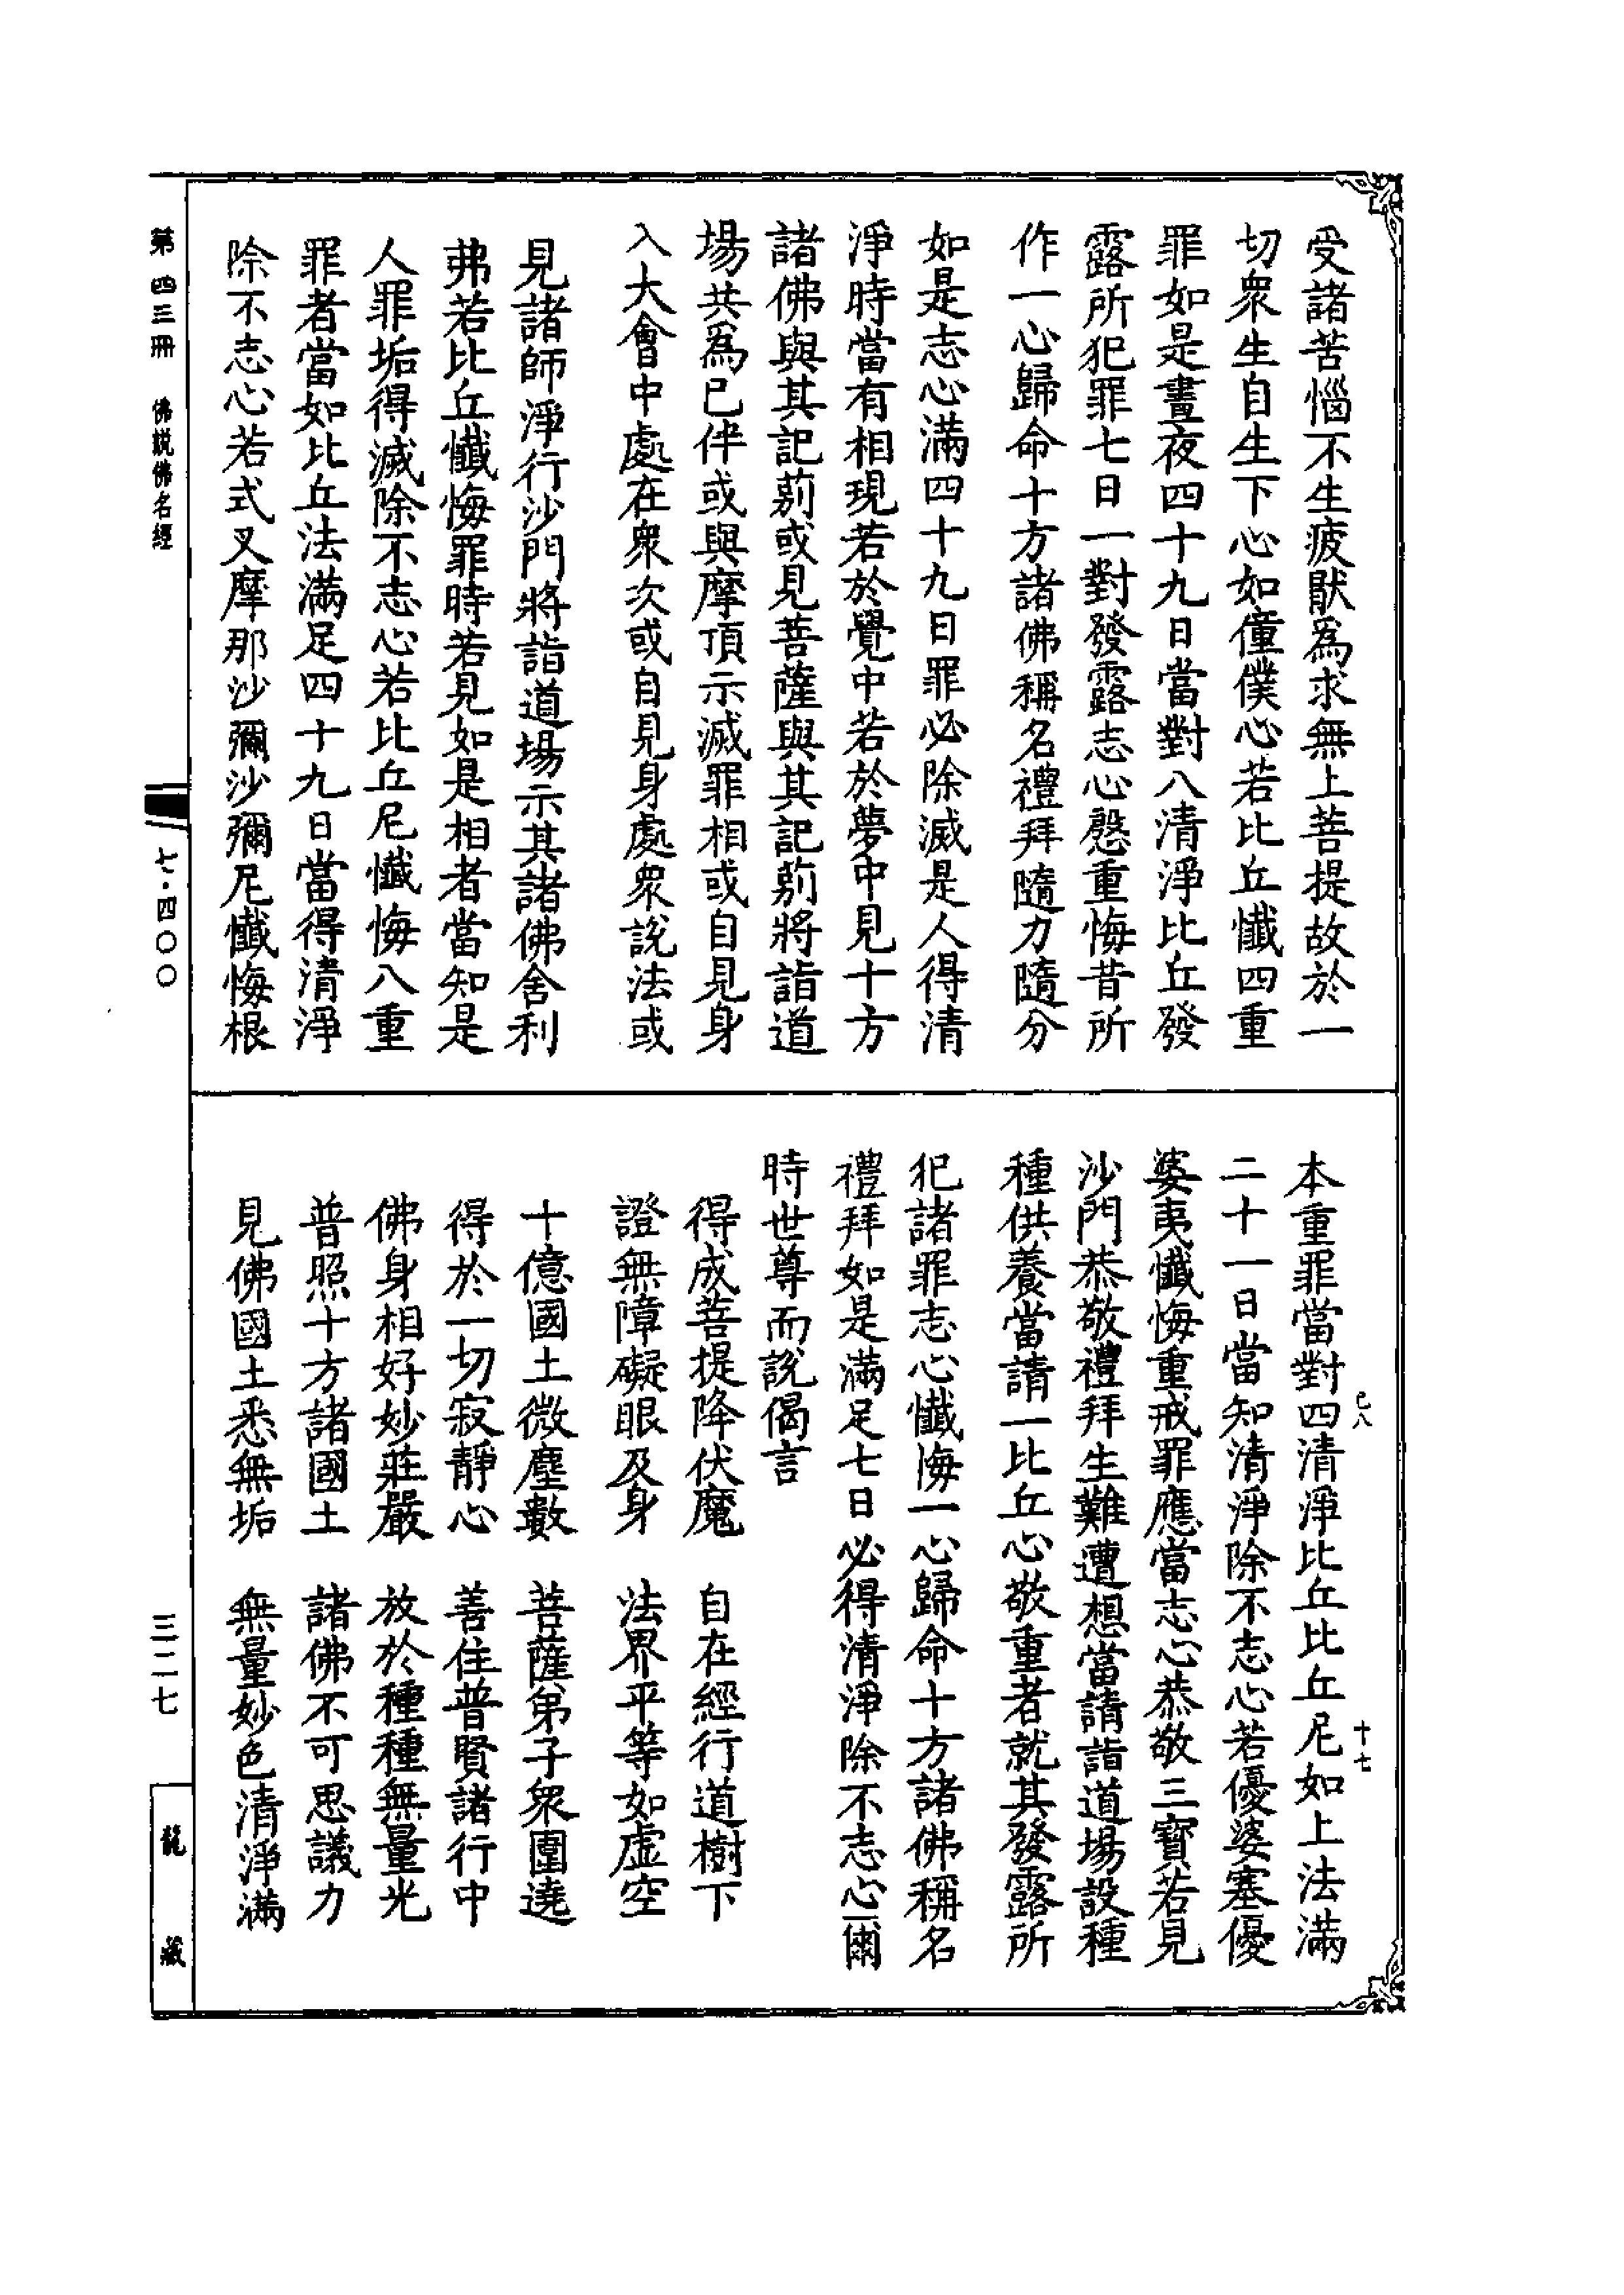 受諸苦惱不生疲猒爲求無上菩提故於一
切衆生自生下心如僮僕心若比丘懺四重
罪如是晝夜四十九日當對八清淨比丘發
露所犯罪七日一對發露志心慇重悔昔所
作一心歸命十方諸佛稱名禮拜隨力隨分
如是志心滿四十九日罪必除滅是人得清
淨時當有相現若於覺中若於夢中見十方
諸佛與其記莂或見菩薩與其記莂將詣道
場共爲已伴或與摩頂示滅罪相或自見身
入大會中處在衆次或自見身處衆說法或
見諸師淨行沙門將詣道場示其諸佛舍利
弗若比丘懺悔罪時若見如是相者當知是
人罪垢得滅除不志心若比丘尼懺悔八重
罪者當如比丘法滿足四十九日當得清淨
除不志心若式叉摩那沙彌沙彌尼懺悔根
本重罪當對四清淨比丘比丘尼如上法滿
二十一日當知清淨除不志心若優婆塞優
婆夷懺悔重戒罪應當志心恭敬三寶若見
沙門恭敬禮拜生難遭想當請詣道場設種
種供養當請一比丘心敬重者就其發露所
犯諸罪志心懺悔一心歸命十方諸佛稱名
禮拜如是滿足七日必得清淨除不志心爾
時世尊而說偈言
得成菩提降伏魔　自在經行道樹下
證無障礙眼及身　法界平等如虛空
十億國土微塵數　菩薩弟子衆圍遶
得於一切寂靜心　善住普賢諸行中
佛身相好妙莊嚴　放於種種無量光
普照十方諸國土　諸佛不可思議力
見佛國土悉無垢　無量妙色清淨滿
己八　十七
第四三冊　佛説佛名經
七·四〇〇
三二七
龍藏